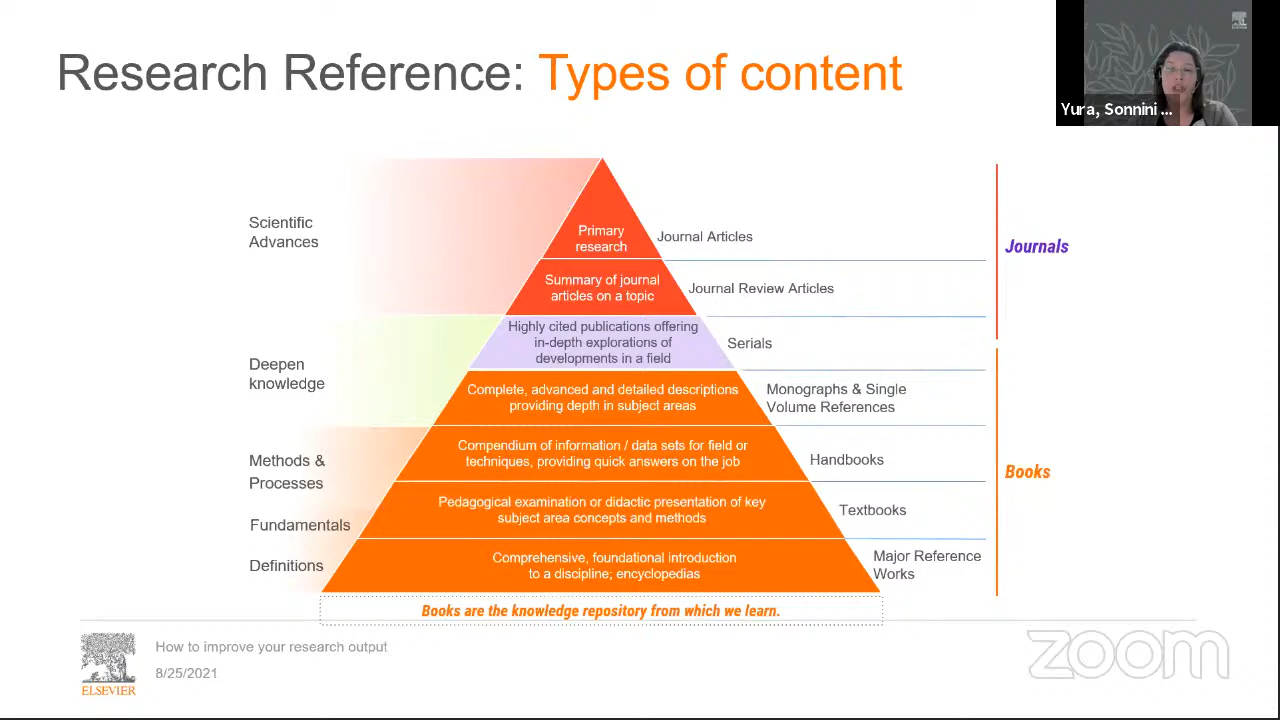 Research Reference: Types of content
ELSEVIER
Yura, Sonnini ...
Scientific
Advances
Primary
research
Journal Articles
Journals
Summary of journal
articles on a topic
Journal Review Articles
Highly cited publications offering
in-depth explorations of
developments in a field
Serials
Deepen
knowledge
Complete, advanced and detailed descriptions
providing depth in subject areas
Monographs & Single
Volume References
Methods &
Processes
Compendium of information / data sets for field or
techniques, providing quick answers on the job
Handbooks
Books
Fundamentals
Pedagogical examination or didactic presentation of key
subject area concepts and methods
Textbooks
Definitions
Comprehensive, foundational introduction
to a discipline; encyclopedias
Major Reference
Works
Books are the knowledge repository from which we learn.
How to improve your research output
8/25/2021
ELSEVIER
zoom